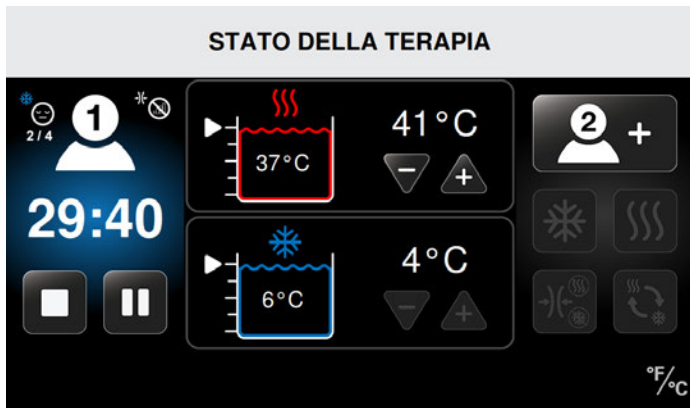 STATO DELLA TERAPIA
1
2/4
29:40
37°C
41°C
6°C
4°C
2 +
°F/°C